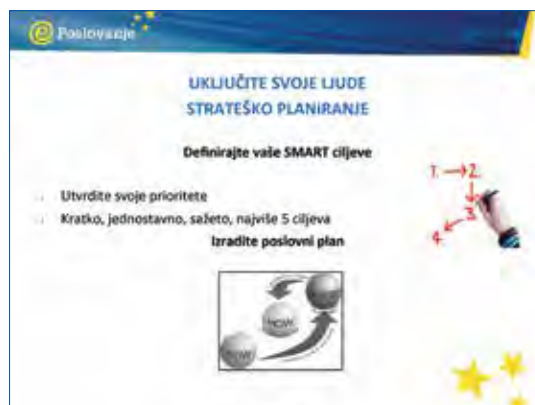 e Poslovanje
UKLJUČITE SVOJE LJUDE
STRATEŠKO PLANIRANJE
Definirajte vaše SMART ciljeve
1. → 2.
Utvrdite svoje prioritete
3.
Kratko, jednostavno, sažeto, najviše 5 ciljeva
4.
Izradite poslovni plan
HOW
NOW